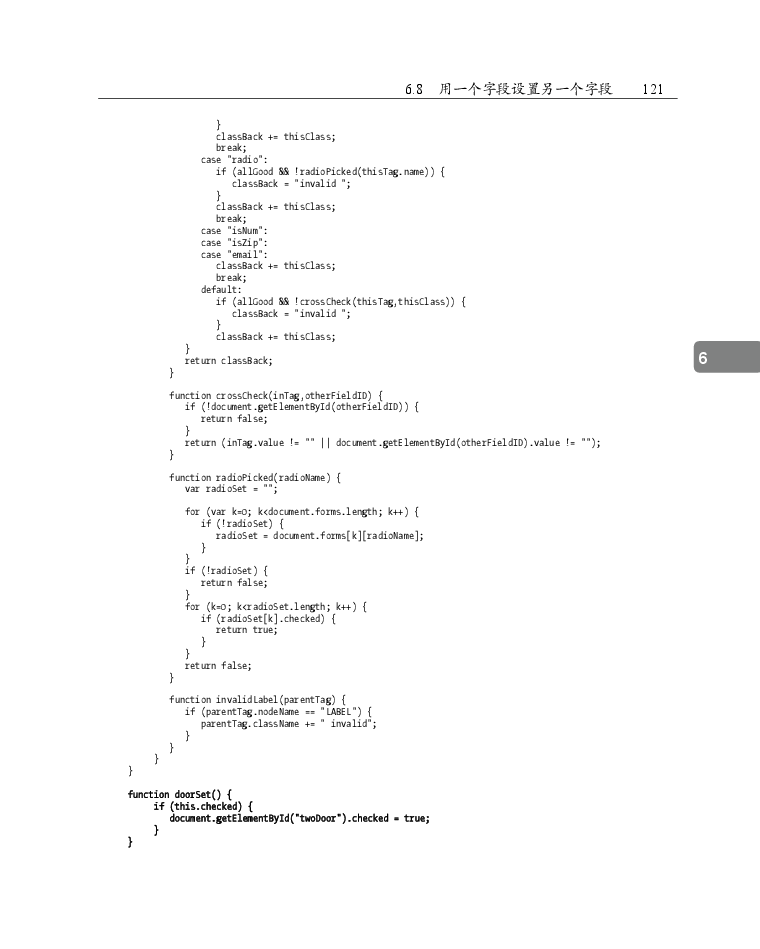 6.8 用一个字段设置另一个字段 121
}
classBack += thisClass;
break;
case "radio":
if (allGood && !radioPicked(thisTag.name)) {
classBack = "invalid ";
}
classBack += thisClass;
break;
case "isNum":
case "isZip":
case "email":
classBack += thisClass;
break;
default:
if (allGood && !crossCheck(thisTag,thisClass)) {
classBack = "invalid ";
}
classBack += thisClass;
}
return classBack;
}
6
function crossCheck(inTag,otherFieldID) {
if (!document.getElementById(otherFieldID)) {
return false;
}
return (inTag.value != "" || document.getElementById(otherFieldID).value != "");
}
function radioPicked(radioName) {
var radioSet = "";
for (var k=0; k<document.forms.length; k++) {
if (!radioSet) {
radioSet = document.forms[k][radioName];
}
}
if (!radioSet) {
return false;
}
for (k=0; k<radioSet.length; k++) {
if (radioSet[k].checked) {
return true;
}
}
return false;
}
function invalidLabel(parentTag) {
if (parentTag.nodeName == "LABEL") {
parentTag.className += " invalid";
}
}
}
}
function doorSet() {
if (this.checked) {
document.getElementById("twoDoor").checked = true;
}
}